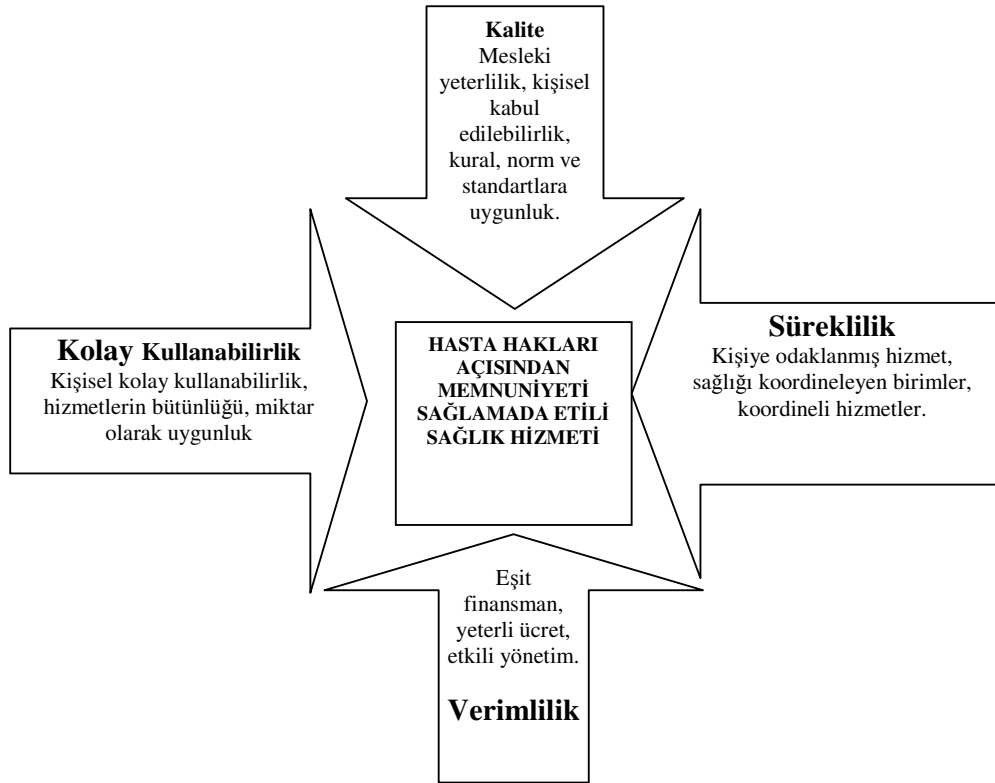 Kalite
Mesleki
yeterlilik, kişisel
kabul
edilebilirlik,
kural, norm ve
standartlara
uygunluk.
Kolay Kullanabilirlik
Kişisel kolay kullanabilirlik,
hizmetlerin bütünlüğü, miktar
olarak uygunluk
HASTA HAKLARI
AÇISINDAN
MEMNUNİYETİ
SAĞLAMADA ETİLİ
SAĞLIK HİZMETİ
Süreklilik
Kişiye odaklanmış hizmet,
sağlığı koordineleyen birimler,
koordineli hizmetler.
Eşit
finansman,
yeterli ücret,
etkili yönetim.
Verimlilik